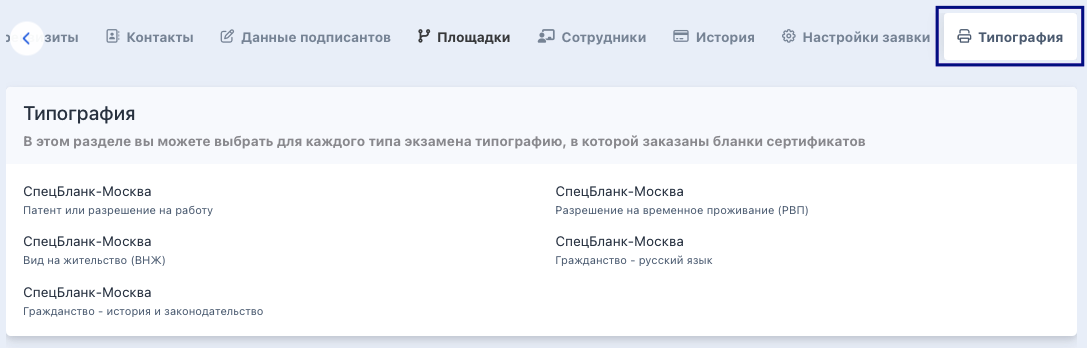 Контакты Данные подписантов Площадки Сотрудники История Настройки заявки Типография
Типография
В этом разделе вы можете выбрать для каждого типа экзамена типографию, в которой заказаны бланки сертификатов
СпецБланк-Москва
Патент или разрешение на работу
СпецБланк-Москва
Разрешение на временное проживание (РВП)
СпецБланк-Москва
Вид на жительство (ВНЖ)
СпецБланк-Москва
Гражданство - русский язык
СпецБланк-Москва
Гражданство - история и законодательство